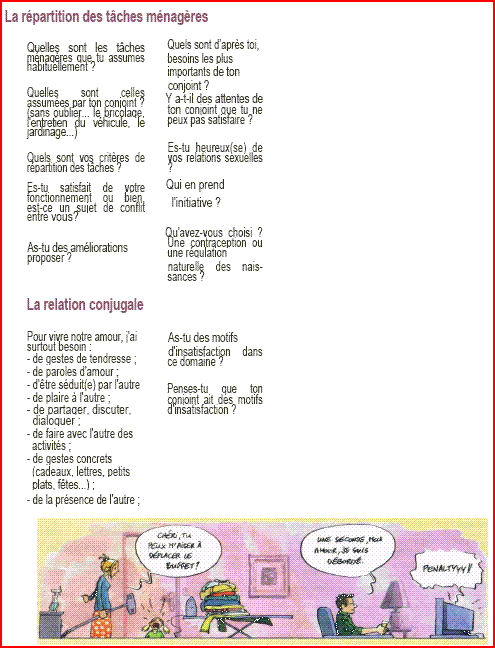 La répartition des tâches ménagères
Quelles sont les tâches
ménagères que tu assumes
habituellement ?
Quelles sont celles
assumées par ton conjoint ?
(sans oublier... le bricolage,
l'entretien du véhicule, le
jardinage...)
Quels sont vos critères de
répartition des tâches ?
Es-tu satisfait de votre
fonctionnement ou bien,
est-ce un sujet de conflit
entre vous?
As-tu des améliorations
proposer ?
Quels sont d'après toi,
besoins les plus
importants de ton
conjoint ?
Y a-t-il des attentes de
ton conjoint que tu ne
peux pas satisfaire ?
Es-tu heureux(se) de
vos relations sexuelles
?
Qui en prend
l'initiative ?
Qu'avez-vous choisi ?
Une contraception ou
une régulation
naturelle des nais-
sances ?
La relation conjugale
Pour vivre notre amour, j'ai
surtout besoin :
- de gestes de tendresse ;
- de paroles d'amour ;
- d'être séduit(e) par l'autre
- de plaire à l'autre ;
- de partager, discuter,
dialoguer ;
- de faire avec l'autre des
activités ;
- de gestes concrets
(cadeaux, lettres, petits
plats, fêtes...) ;
- de la présence de l'autre ;
As-tu des motifs
d'insatisfaction dans
ce domaine ?
Penses-tu que ton
conjoint ait des motifs
d'insatisfaction ?
CHÉRI, TU
PEUX M'AIDER À
DÉPLACER LE
BUFFET ?
UNE SECONDE, MON
AMOUR, JE SUIS
DÉBORDÉ.
PENALTYYY !!